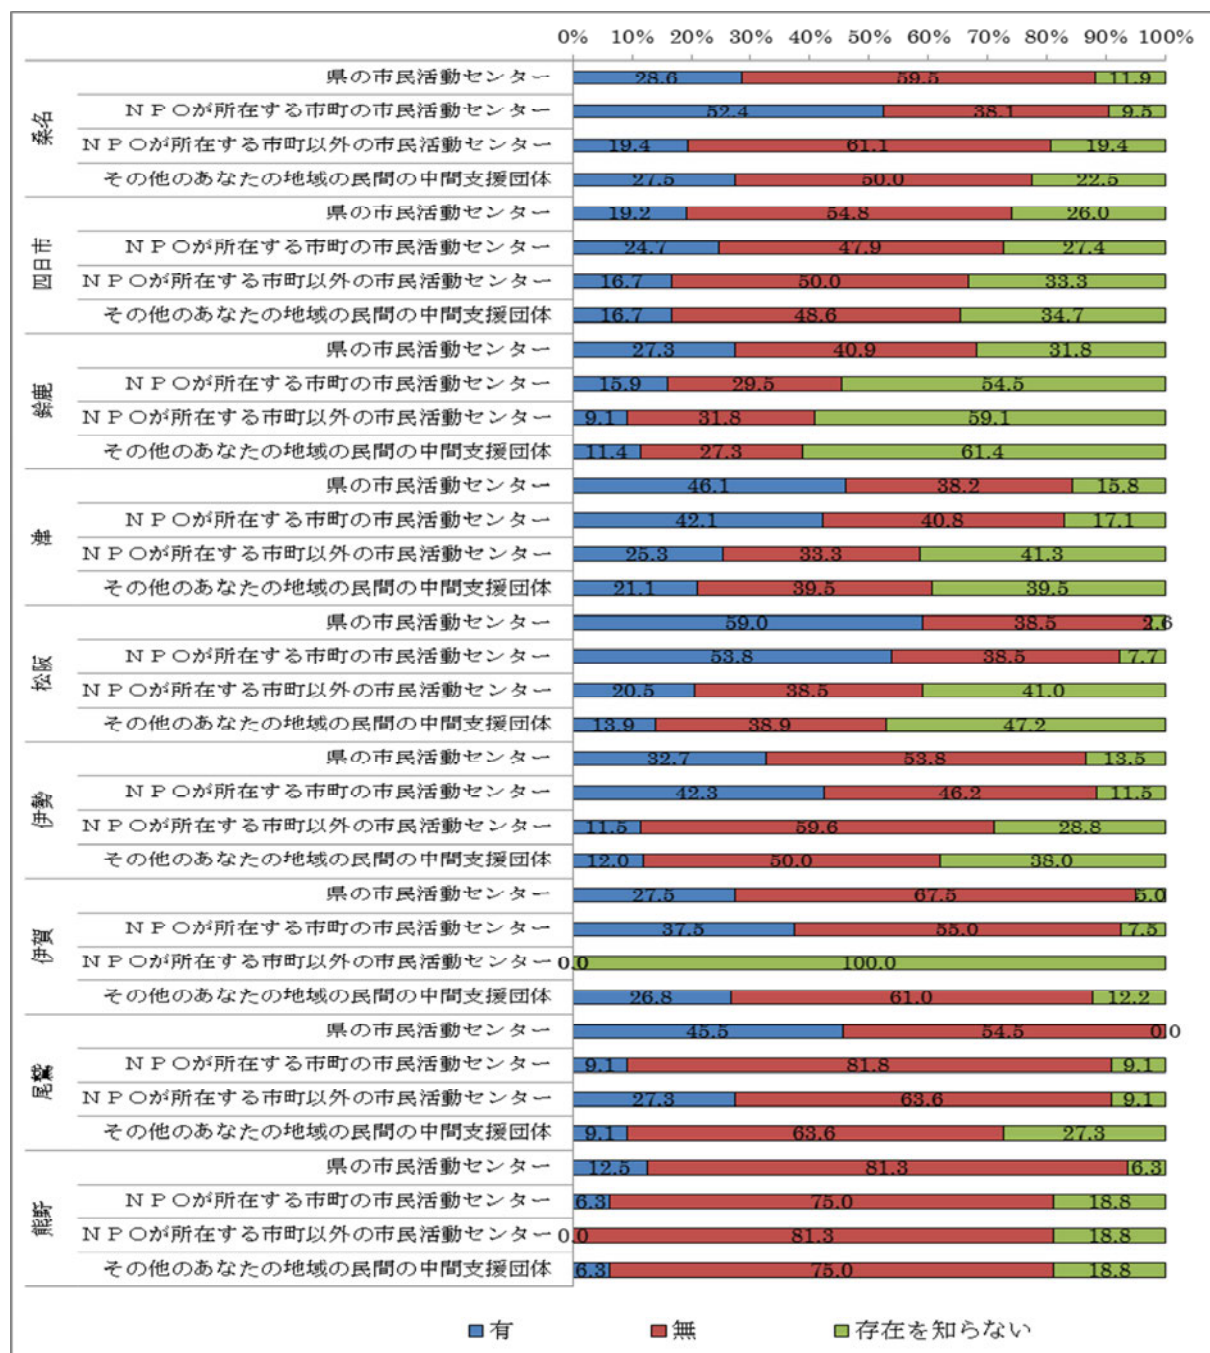 0% 10% 20% 30% 40% 50% 60% 70% 80% 90% 100%
桑名
県の市民活動センター 28.6 59.5 11.9
ＮＰＯが所在する市町の市民活動センター 52.4 38.1 9.5
ＮＰＯが所在する市町以外の市民活動センター 19.4 61.1 19.4
その他のあなたの地域の民間の中間支援団体 27.5 50.0 22.5
四日市
県の市民活動センター 19.2 54.8 26.0
ＮＰＯが所在する市町の市民活動センター 24.7 47.9 27.4
ＮＰＯが所在する市町以外の市民活動センター 16.7 50.0 33.3
その他のあなたの地域の民間の中間支援団体 16.7 48.6 34.7
鈴鹿
県の市民活動センター 27.3 40.9 31.8
ＮＰＯが所在する市町の市民活動センター 15.9 29.5 54.5
ＮＰＯが所在する市町以外の市民活動センター 9.1 31.8 59.1
その他のあなたの地域の民間の中間支援団体 11.4 27.3 61.4
津
県の市民活動センター 46.1 38.2 15.8
ＮＰＯが所在する市町の市民活動センター 42.1 40.8 17.1
ＮＰＯが所在する市町以外の市民活動センター 25.3 33.3 41.3
その他のあなたの地域の民間の中間支援団体 21.1 39.5 39.5
松阪
県の市民活動センター 59.0 38.5 2.6
ＮＰＯが所在する市町の市民活動センター 53.8 38.5 7.7
ＮＰＯが所在する市町以外の市民活動センター 20.5 38.5 41.0
その他のあなたの地域の民間の中間支援団体 13.9 38.9 47.2
伊勢
県の市民活動センター 32.7 53.8 13.5
ＮＰＯが所在する市町の市民活動センター 42.3 46.2 11.5
ＮＰＯが所在する市町以外の市民活動センター 11.5 59.6 28.8
その他のあなたの地域の民間の中間支援団体 12.0 50.0 38.0
伊賀
県の市民活動センター 27.5 67.5 5.0
ＮＰＯが所在する市町の市民活動センター 37.5 55.0 7.5
ＮＰＯが所在する市町以外の市民活動センター 0.0 100.0
その他のあなたの地域の民間の中間支援団体 26.8 61.0 12.2
尾鷲
県の市民活動センター 45.5 54.5 0.0
ＮＰＯが所在する市町の市民活動センター 9.1 81.8 9.1
ＮＰＯが所在する市町以外の市民活動センター 27.3 63.6 9.1
その他のあなたの地域の民間の中間支援団体 9.1 63.6 27.3
熊野
県の市民活動センター 12.5 81.3 6.3
ＮＰＯが所在する市町の市民活動センター 6.3 75.0 18.8
ＮＰＯが所在する市町以外の市民活動センター 0.0 81.3 18.8
その他のあなたの地域の民間の中間支援団体 6.3 75.0 18.8
有 無 存在を知らない